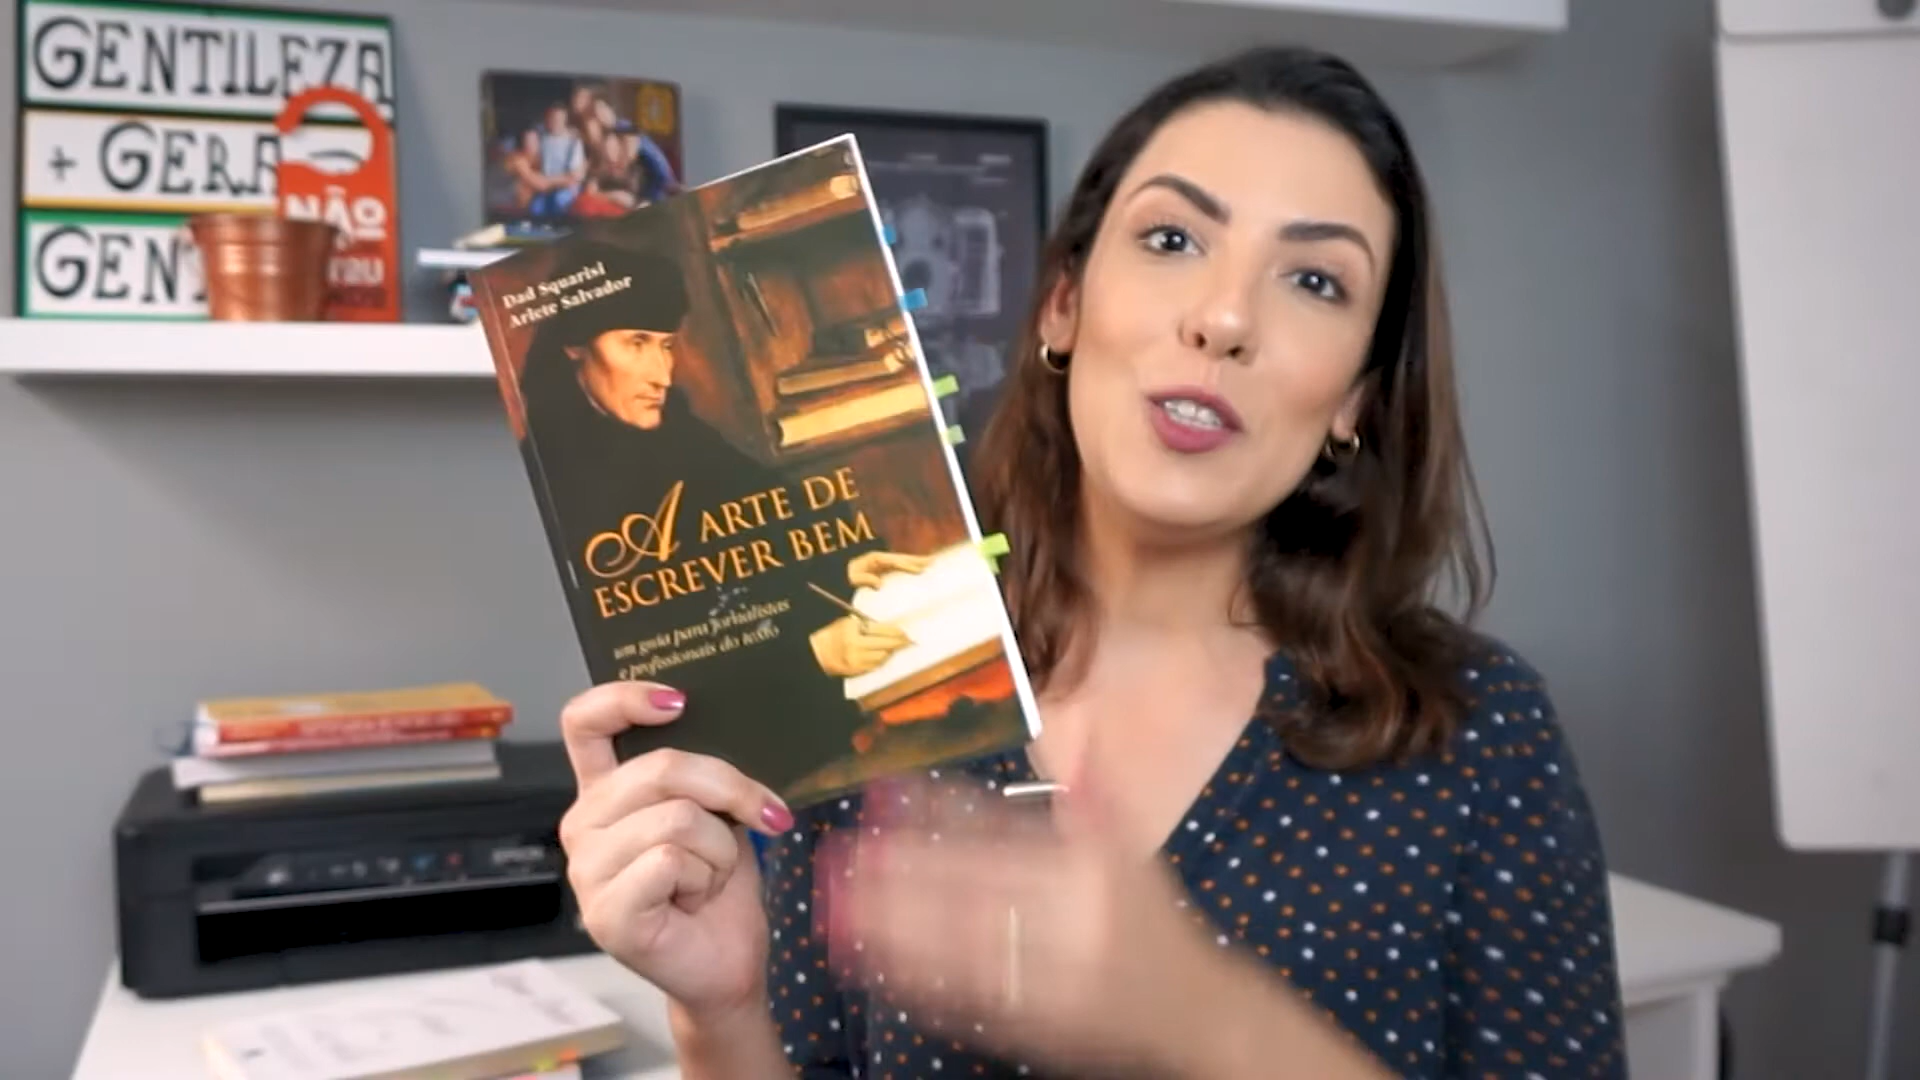 GENTILEZA
+ GERA
GEN
NÃO
Dad Squarisi
Arlete Salvador
A ARTE DE
ESCREVER BEM
um guia para jornalistas
e profissionais do texto
EPSON